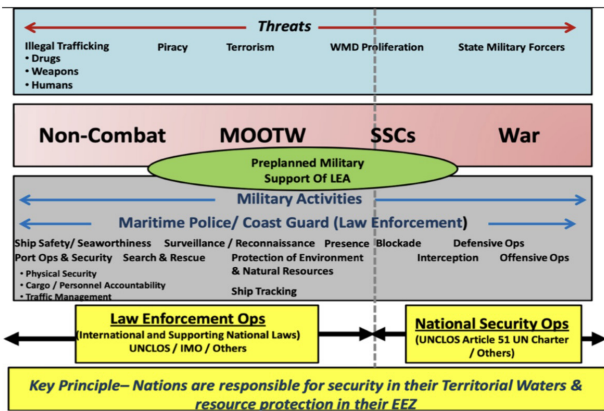 Threats
Illegal Trafficking
• Drugs
• Weapons
• Humans
Piracy
Terrorism
WMD Proliferation
State Military Forcers
Non-Combat
MOOTW
SSCs
War
Preplanned Military
Support Of LEA
Military Activities
Maritime Police/ Coast Guard (Law Enforcement)
Ship Safety/ Seaworthiness
Surveillance / Reconnaissance
Presence
Blockade
Defensive Ops
Port Ops & Security
Search & Rescue
Protection of Environment
& Natural Resources
Interception
Offensive Ops
• Physical Security
• Cargo / Personnel Accountability
• Traffic Management
Ship Tracking
Law Enforcement Ops
(International and Supporting National Laws)
UNCLOS / IMO / Others
National Security Ops
(UNCLOS Article 51 UN Charter
/ Others)
Key Principle– Nations are responsible for security in their Territorial Waters &
resource protection in their EEZ